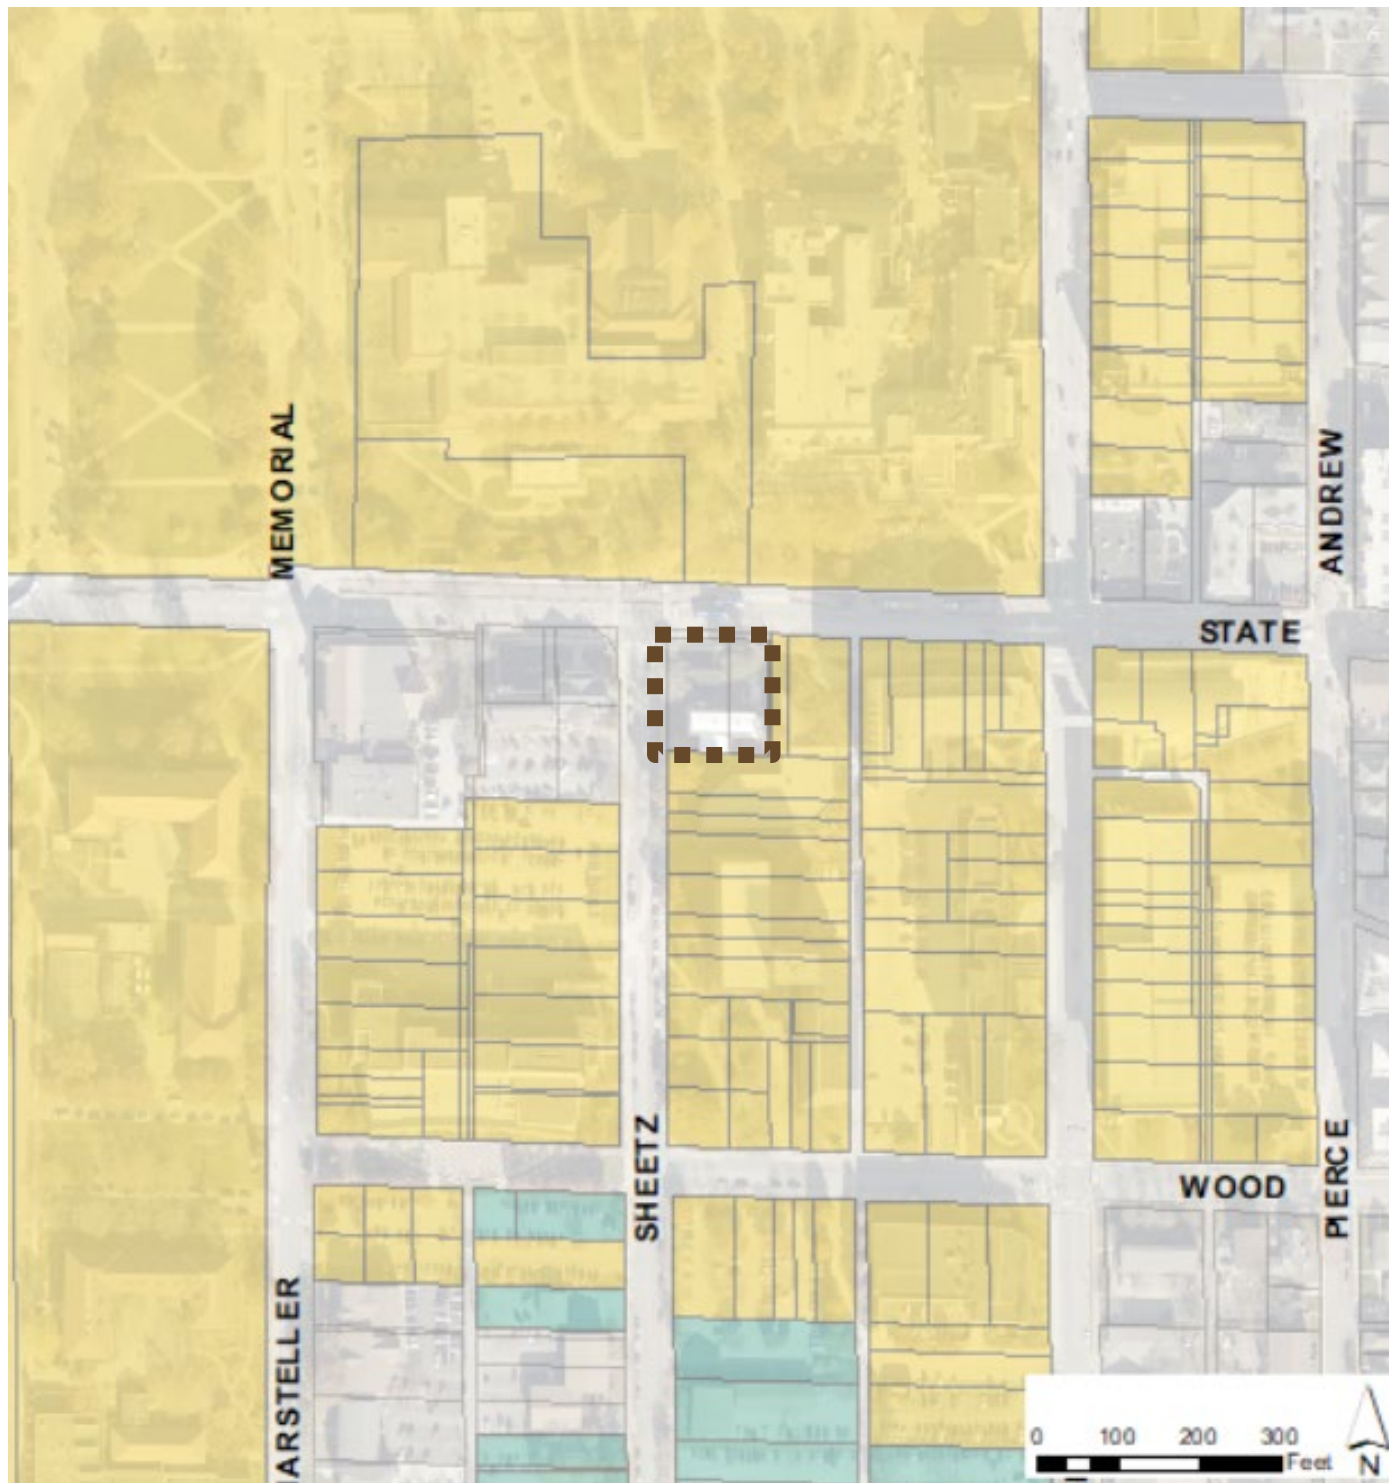 MEMORIAL
ANDREW
STATE
SHEETZ
WOOD
PIERCE
ARSTELLER
0 100 200 300
Feet
N